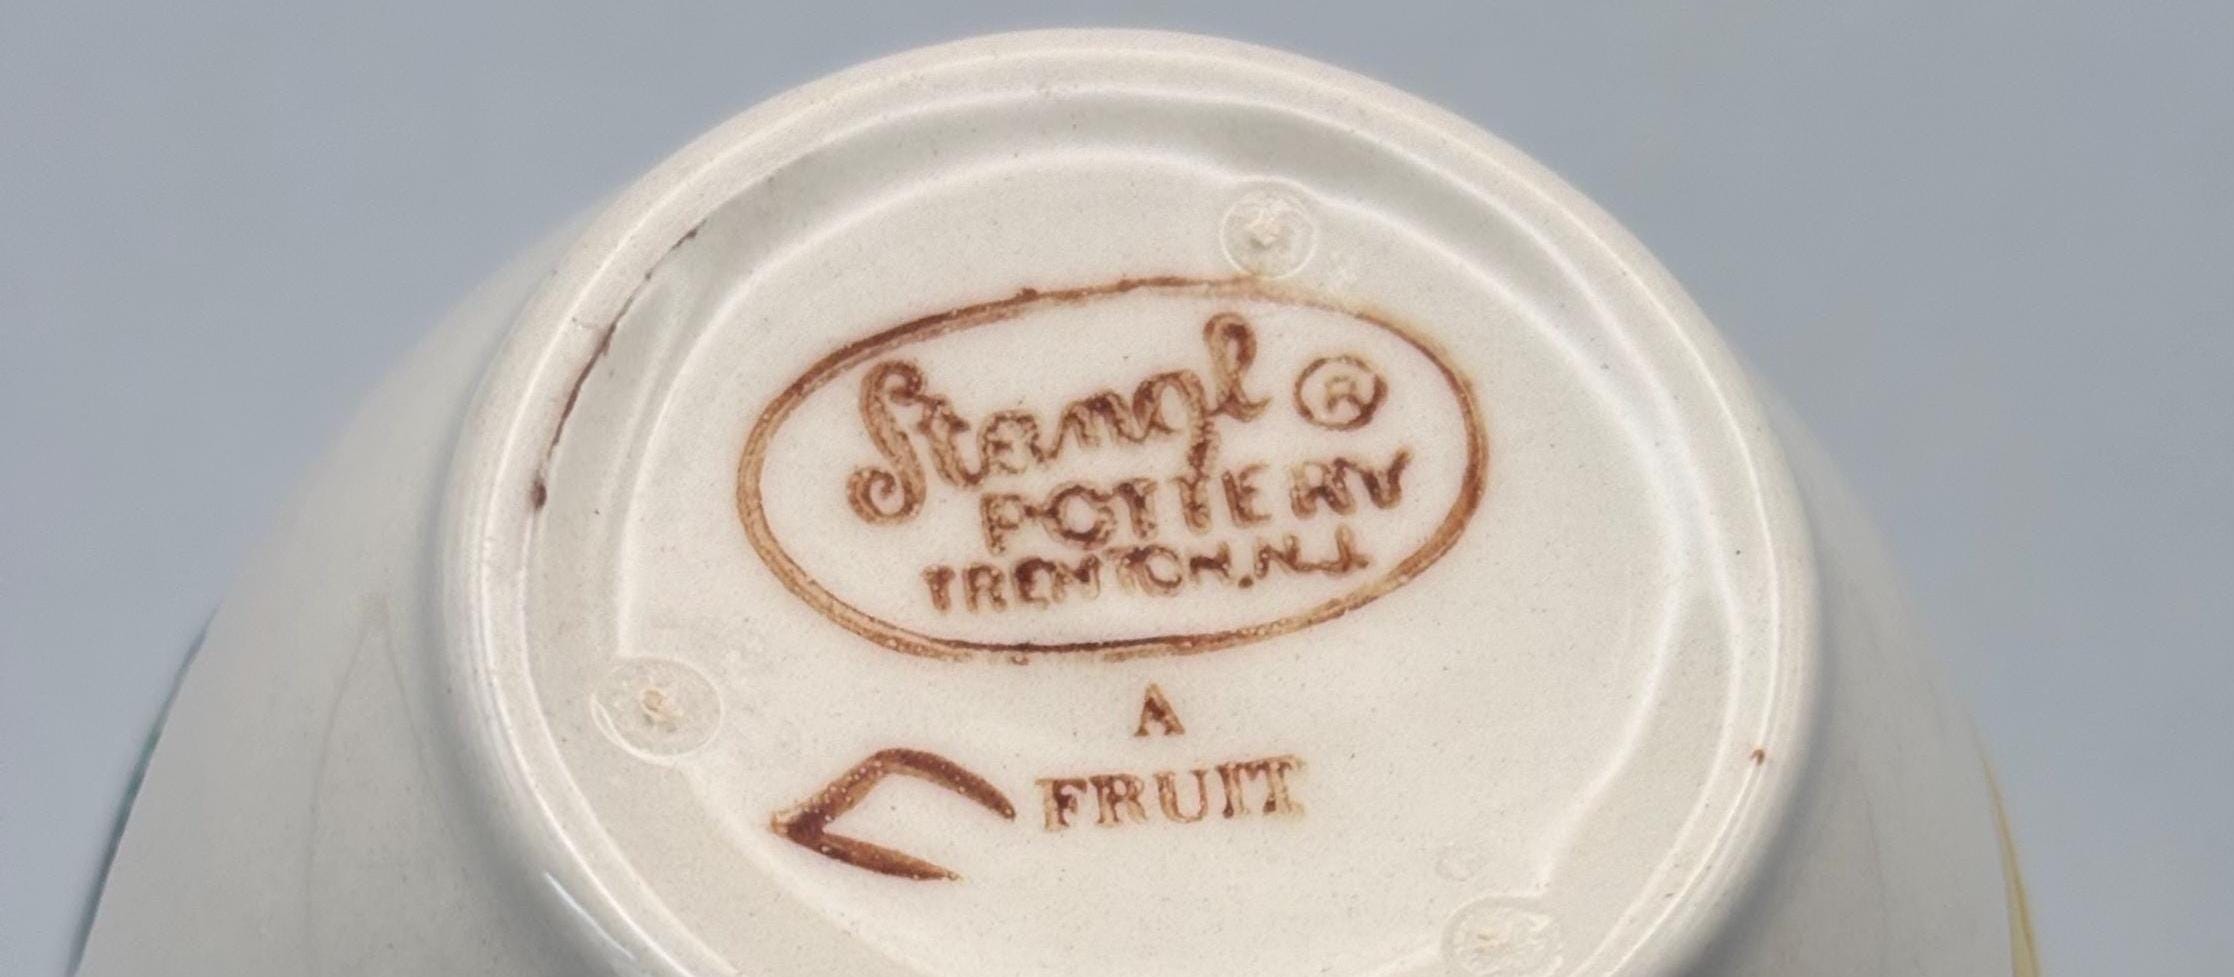 Stangl ®
POTTERY
TRENTON, N.J.
A
FRUIT